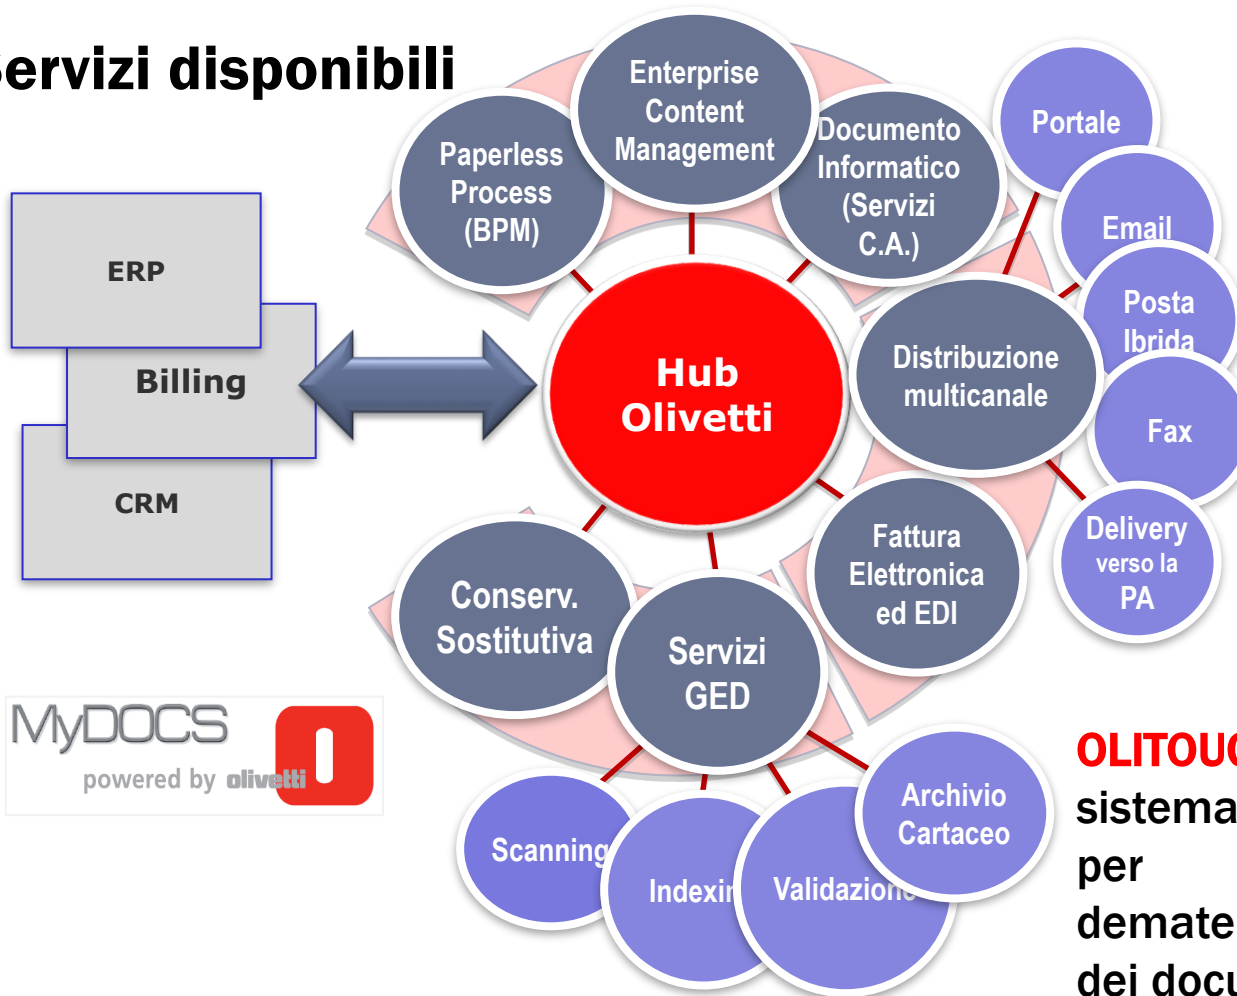 Servizi disponibili
Enterprise
Content
Management
Paperless
Process
(BPM)
Documento
Informatico
(Servizi
C.A.)
Portale
Email
Posta
Ibrida
Fax
Delivery
verso la
PA
ERP
Billing
CRM
Hub
Olivetti
Distribuzione
multicanale
Fattura
Elettronica
ed EDI
Conserv.
Sostitutiva
Servizi
GED
Scanning
Indexin
Validazione
Archivio
Cartaceo
MyDOCS
powered by olivetti
OLITOUC
sistema
per
demate
dei docu